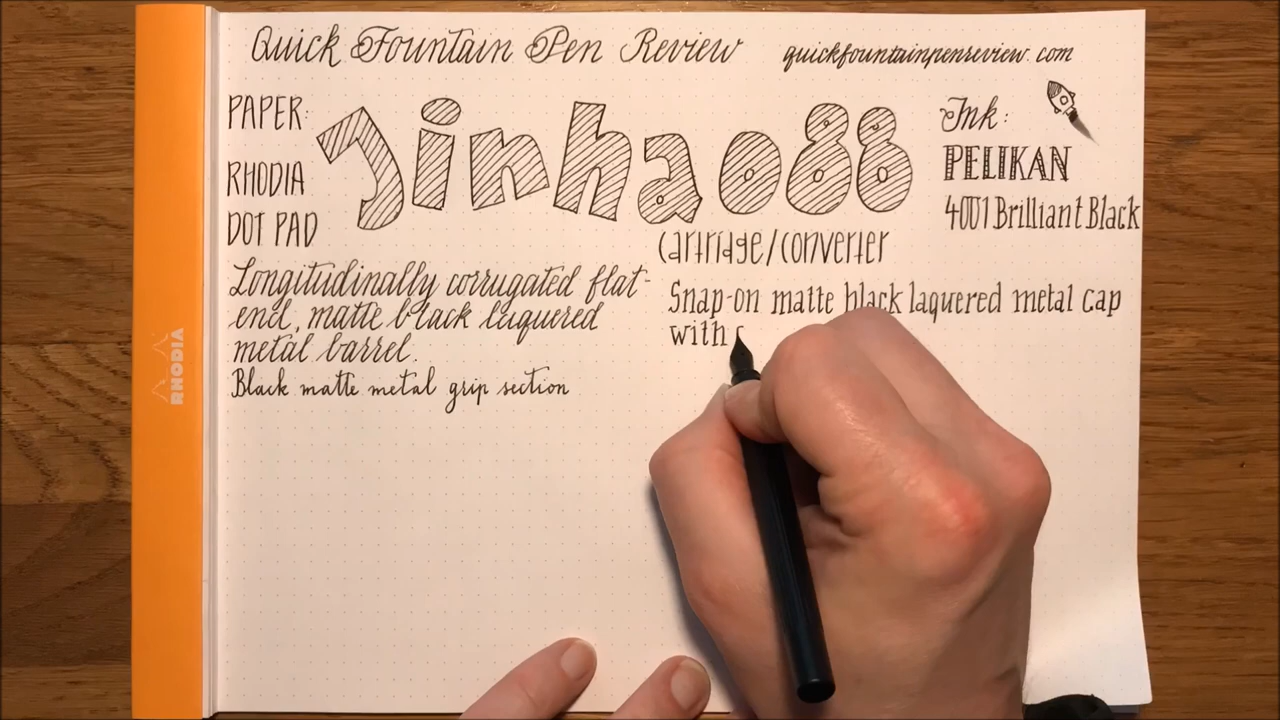 Quick Fountain Pen Review
quickfountainpenreview.com
PAPER:
RHODIA
DOT PAD
Jinhao88
Ink:
PELIKAN
4001 Brilliant Black
Cartridge/converter
Longitudinally corrugated flat-
end, matte black laquered
metal barrel.
Black matte metal grip section
Snap-on matte black laquered metal cap
with
RHODIA